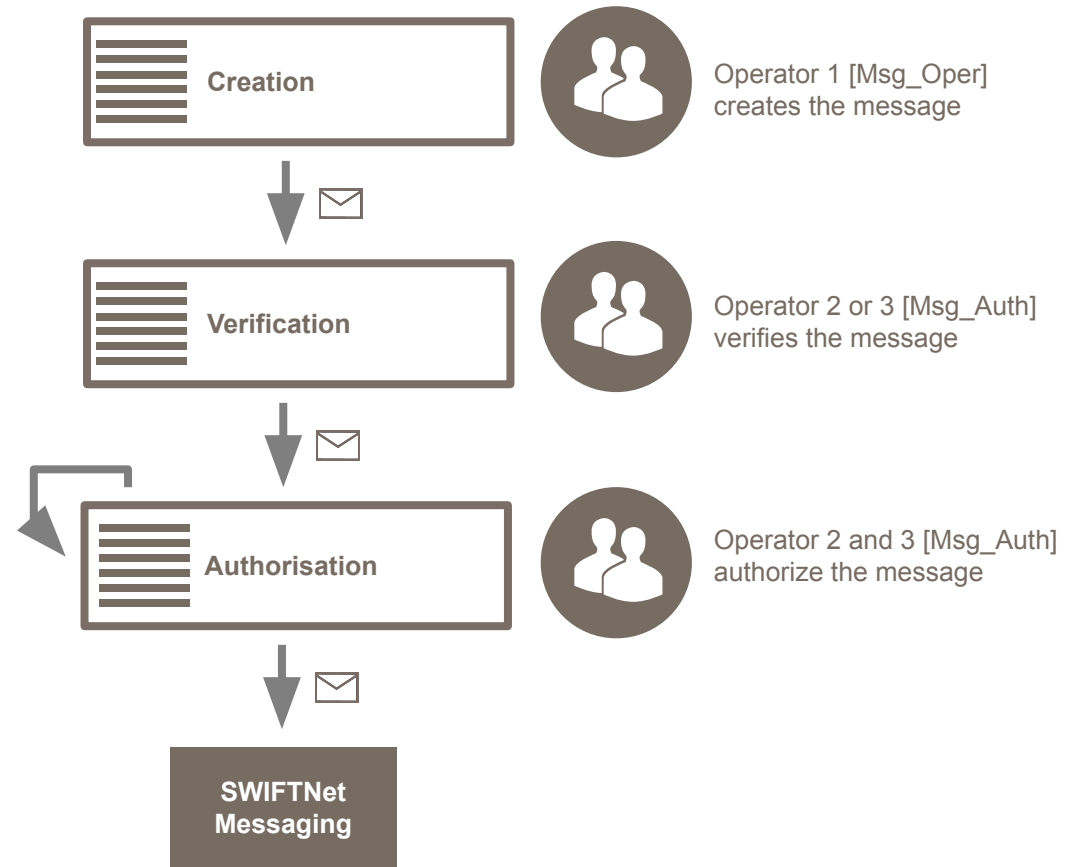 Creation
Operator 1 [Msg_Oper]
creates the message
Verification
Operator 2 or 3 [Msg_Auth]
verifies the message
Authorisation
Operator 2 and 3 [Msg_Auth]
authorize the message
SWIFTNet
Messaging